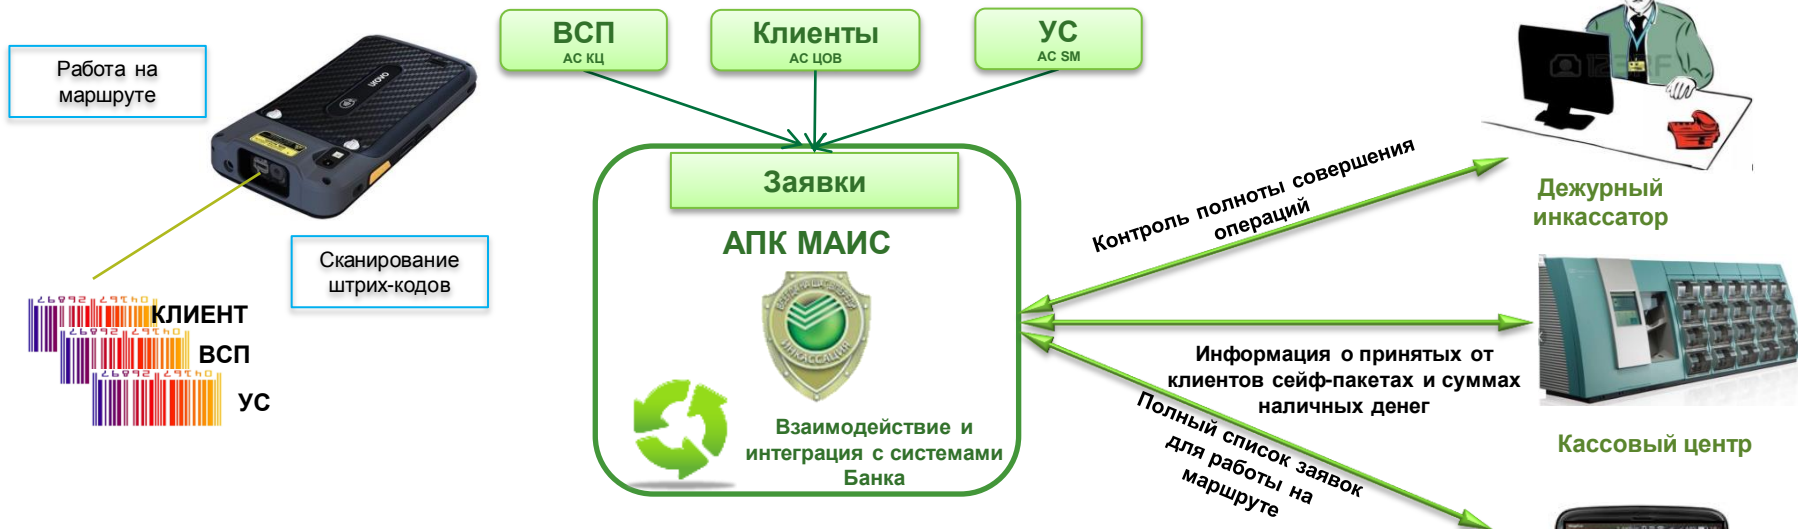 Работа на
маршруте
UROVO
Сканирование
штрих-кодов
КЛИЕНТ
ВСП
УС
ВСП
АС КЦ
Клиенты
АС ЦОВ
УС
АС SM
Заявки
АПК МАИС
ИНКАССАЦИЯ
Взаимодействие и
интеграция с системами
Банка
Контроль полноты совершения
операций
Информация о принятых от
клиентов сейф-пакетах и суммах
наличных денег
Полный список заявок
для работы на
маршруте
Дежурный
инкассатор
Кассовый центр